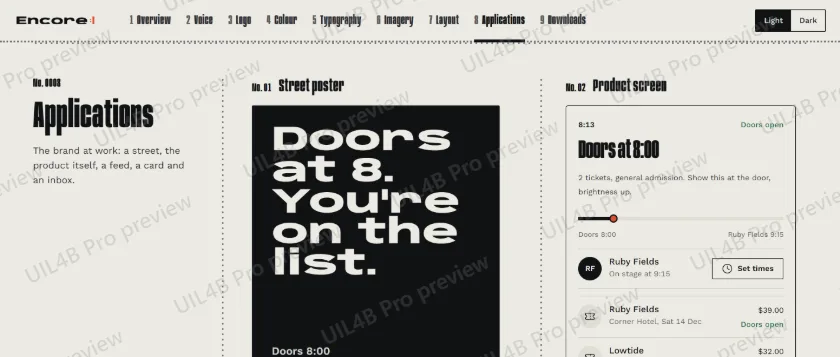 Encore
1 Overview 2 Voice 3 Logo 4 Colour 5 Typography 6 Imagery 7 Layout 8 Applications 9 Downloads
Light Dark
No. 0008
Applications
The brand at work: a street, the
product itself, a feed, a card and
an inbox.
No. 01 Street poster
Doors
at 8.
You're
on the
list.
Doors 8:00
No. 02 Product screen
8:13 Doors open
Doors at 8:00
2 tickets, general admission. Show this at the door,
brightness up.
Doors 8:00 Ruby Fields 9:15
RF
Ruby Fields
On stage at 9:15
Set times
Ruby Fields $39.00
Corner Hotel, Sat 14 Dec Doors open
Lowtide $32.00
UIL4B Pro preview